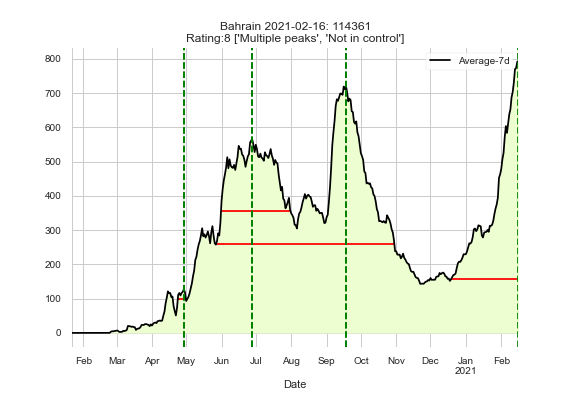 Bahrain 2021-02-16: 114361
Rating:8 ['Multiple peaks', 'Not in control']
Average-7d
800
700
600
500
400
300
200
100
0
Feb Mar Apr May Jun Jul Aug Sep Oct Nov Dec Jan Feb
2021
Date